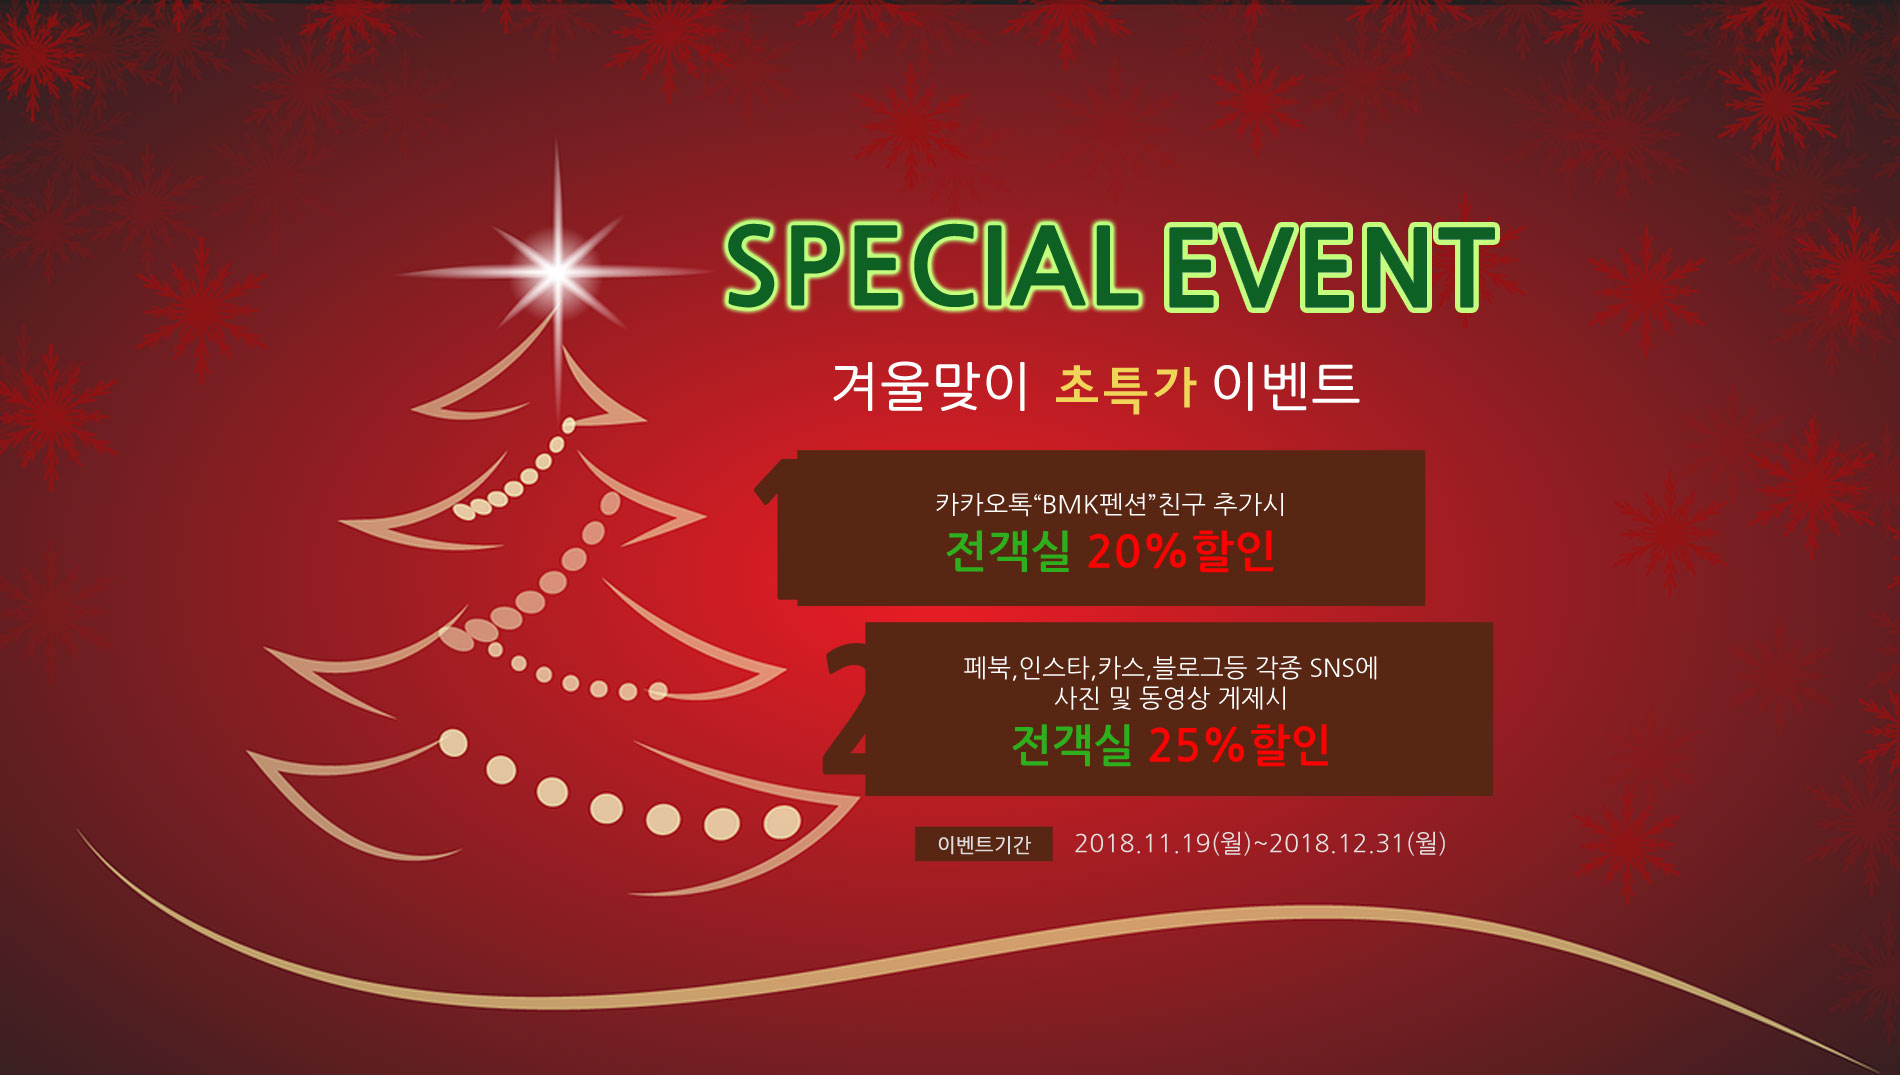 SPECIAL EVENT
겨울맞이 초특가 이벤트
1
카카오톡“BMK펜션”친구 추가시
전객실 20%할인
2
페북,인스타,카스,블로그등 각종 SNS에
사진 및 동영상 게제시
전객실 25%할인
이벤트기간 2018.11.19(월)~2018.12.31(월)